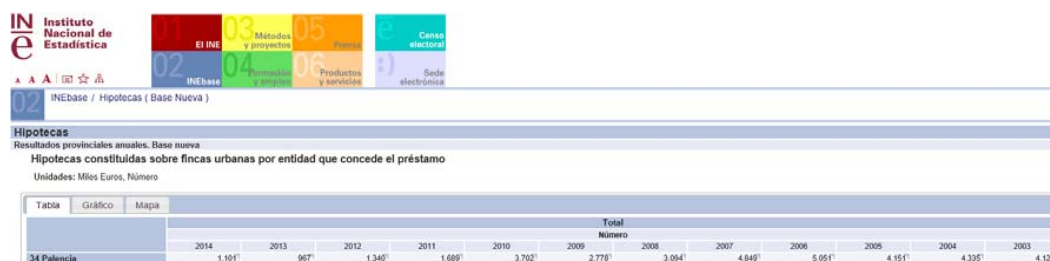 IN
e
Instituto
Nacional de
Estadística
01
El INE
03
Métodos
y proyectos
05
Prensa
e
Censo
electoral
02
INEbase
04
Formación
y empleo
06
Productos
y servicios
:)
Sede
electrónica
A A A
02 INEbase / Hipotecas ( Base Nueva )
Hipotecas
Resultados provinciales anuales. Base nueva
Hipotecas constituidas sobre fincas urbanas por entidad que concede el préstamo
Unidades: Miles Euros, Número
Tabla Gráfico Mapa
Total
Número
2014 2013 2012 2011 2010 2009 2008 2007 2006 2005 2004 2003
34 Palencia 1.101 967 1.340 1.689 3.702 2.778 3.094 4.849 5.051 4.151 4.335 4.12